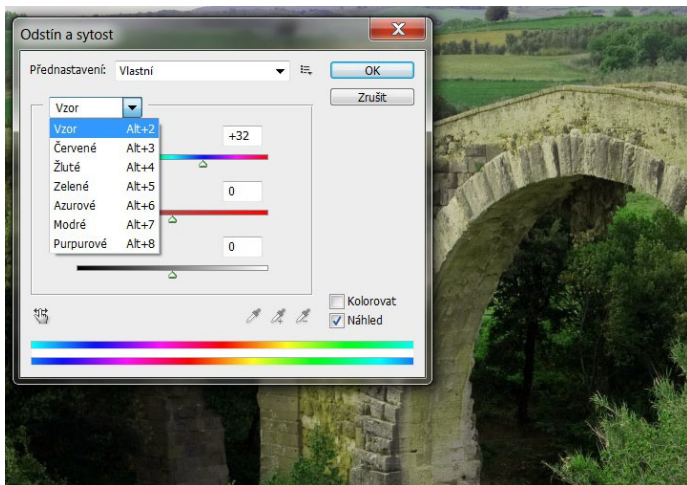 Odstín a sytost
Přednastavení: Vlastní
OK
Zrušit
Vzor
Vzor Alt+2
Červené Alt+3
Žluté Alt+4
Zelené Alt+5
Azurové Alt+6
Modré Alt+7
Purpurové Alt+8
+32
0
0
Kolorovat
Náhled